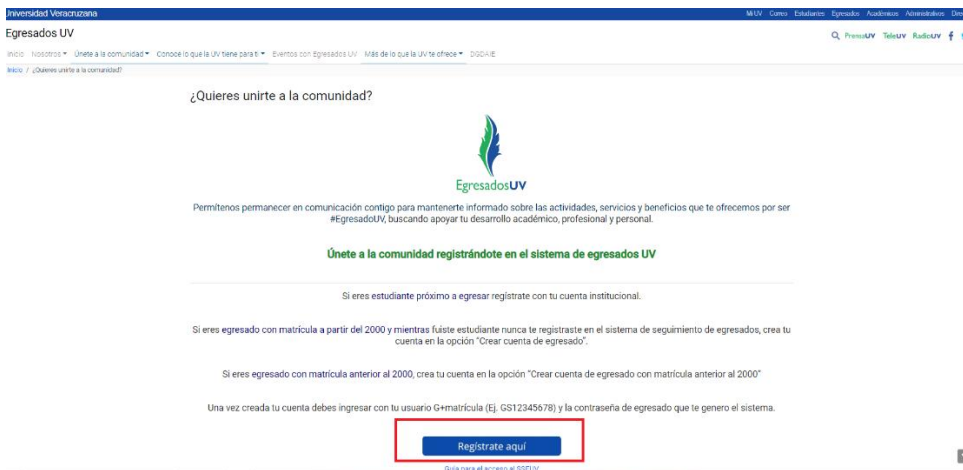 Universidad Veracruzana
MiUV Correo Estudiantes Egresados Académicos Administrativos
Egresados UV
PrensaUV TeleUV RadioUV
Inicio Nosotros Únete a la comunidad Conoce lo que la UV tiene para ti Eventos con Egresados UV Más de lo que la UV te ofrece DGDAIE
Inicio / ¿Quieres unirte a la comunidad?
¿Quieres unirte a la comunidad?
EgresadosUV
Permítenos permanecer en comunicación contigo para mantenerte informado sobre las actividades, servicios y beneficios que te ofrecemos por ser
#EgresadoUV, buscando apoyar tu desarrollo académico, profesional y personal.
Únete a la comunidad registrándote en el sistema de egresados UV
Si eres estudiante próximo a egresar regístrate con tu cuenta institucional.
Si eres egresado con matrícula a partir del 2000 y mientras fuiste estudiante nunca te registraste en el sistema de seguimiento de egresados, crea tu
cuenta en la opción "Crear cuenta de egresado".
Si eres egresado con matrícula anterior al 2000, crea tu cuenta en la opción "Crear cuenta de egresado con matrícula anterior al 2000"
Una vez creada tu cuenta debes ingresar con tu usuario G+matrícula (Ej. GS12345678) y la contraseña de egresado que te genero el sistema.
Regístrate aquí
Guía para el acceso al SSEUV